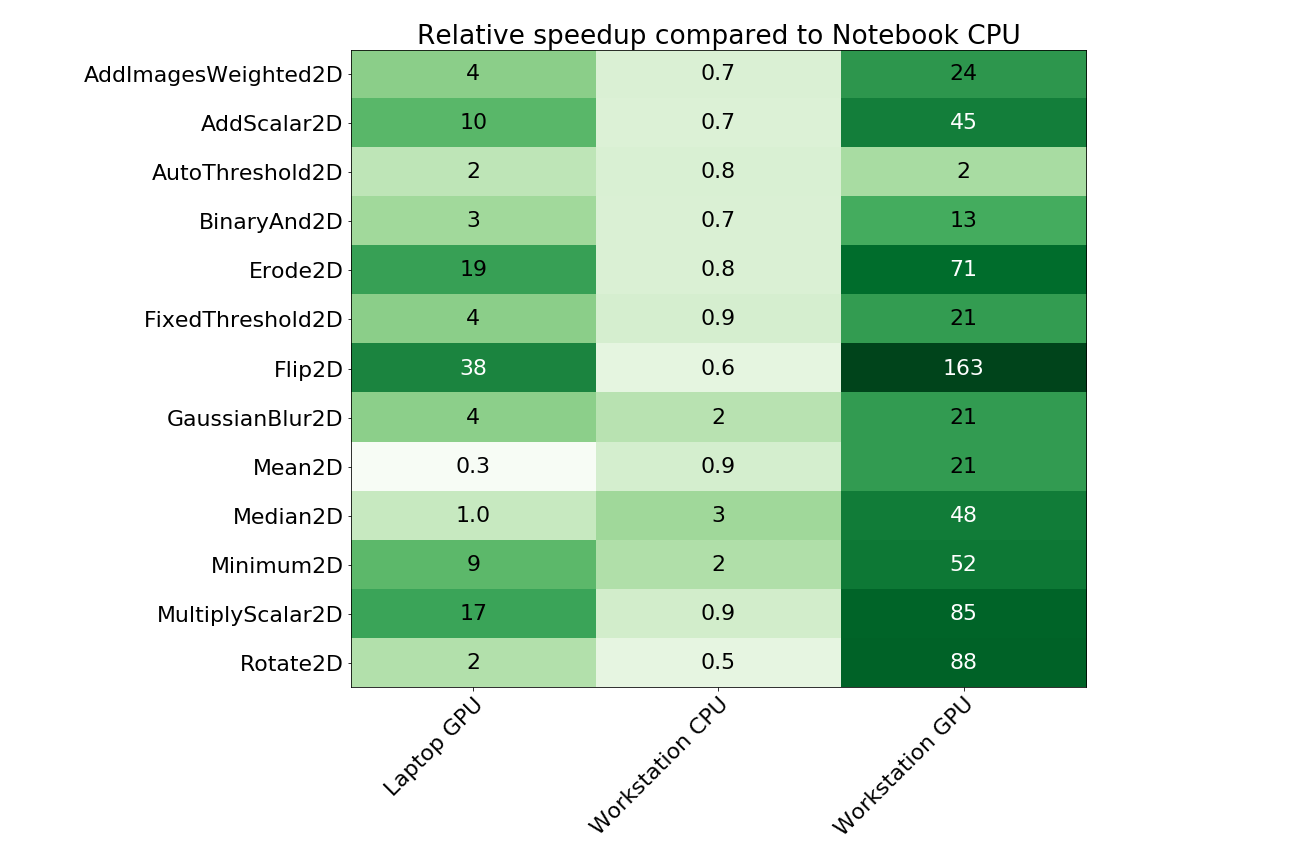 Relative speedup compared to Notebook CPU
AddImagesWeighted2D 4 0.7 24
AddScalar2D 10 0.7 45
AutoThreshold2D 2 0.8 2
BinaryAnd2D 3 0.7 13
Erode2D 19 0.8 71
FixedThreshold2D 4 0.9 21
Flip2D 38 0.6 163
GaussianBlur2D 4 2 21
Mean2D 0.3 0.9 21
Median2D 1.0 3 48
Minimum2D 9 2 52
MultiplyScalar2D 17 0.9 85
Rotate2D 2 0.5 88
Laptop GPU
Workstation CPU
Workstation GPU